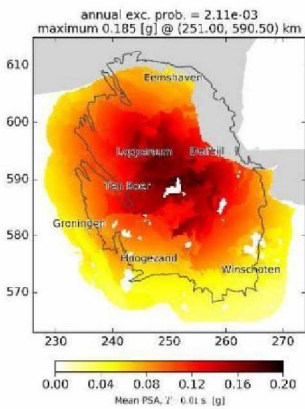 annual exc. prob. = 2.11e-03
maximum 0.185 [g] @ (251.00, 590.50) km
610
Eemshaven
600
Loppersum
Delfzijl
590
Ten Boer
Groningen
580
Hoogezand
Winschoten
570
230
240
250
260
270
0.00
0.04
0.08
0.12
0.16
0.20
Mean PSA, T  0.01 s  [g]